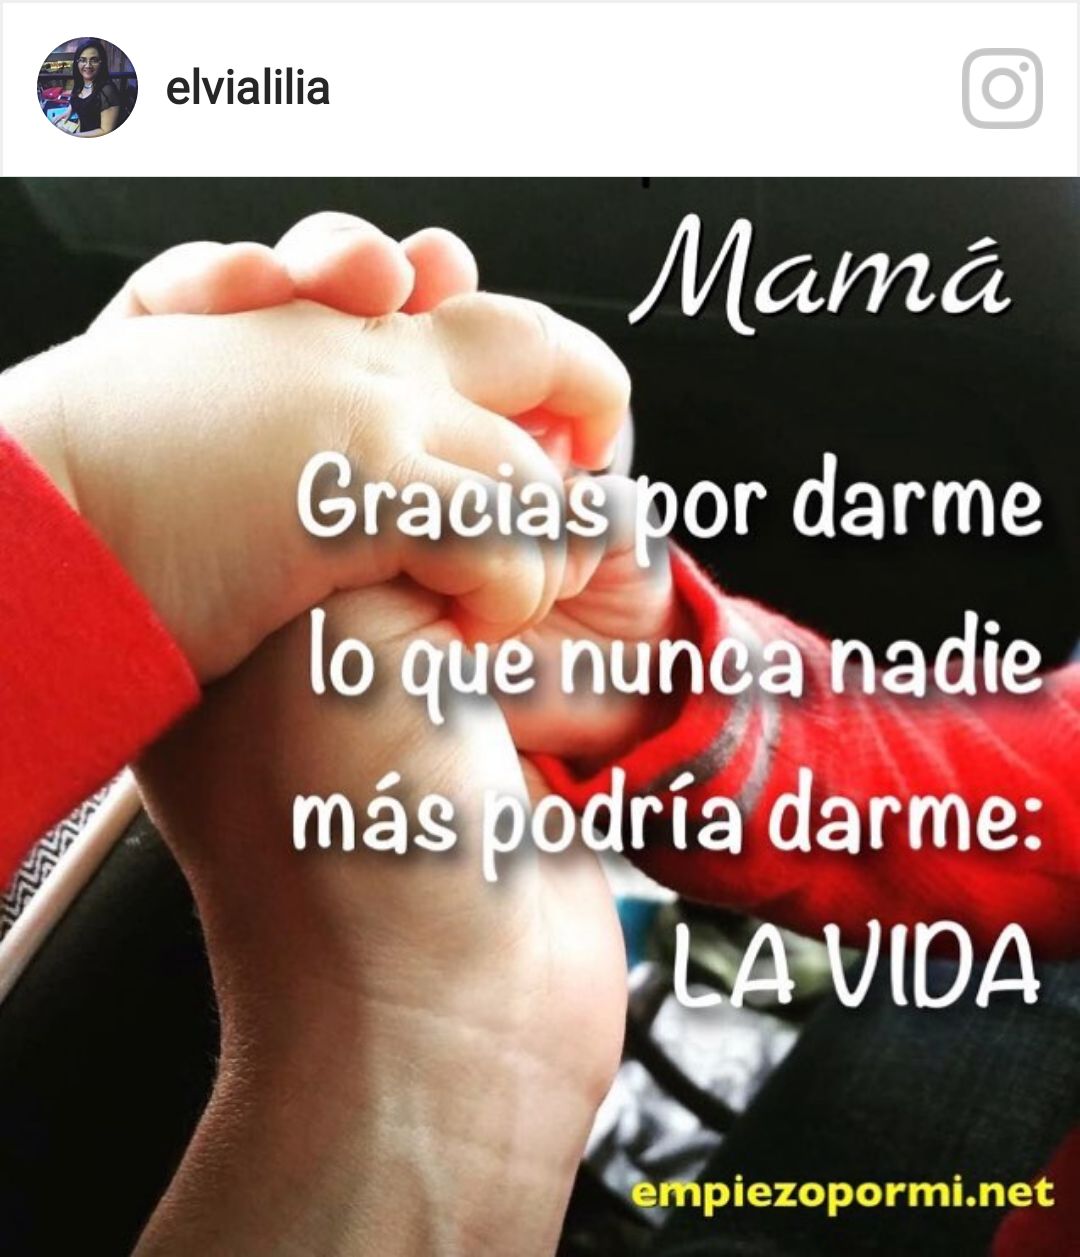 elvialilia
Mamá
Gracias por darme
lo que nunca nadie
más podría darme:
LA VIDA
empiezopormi.net